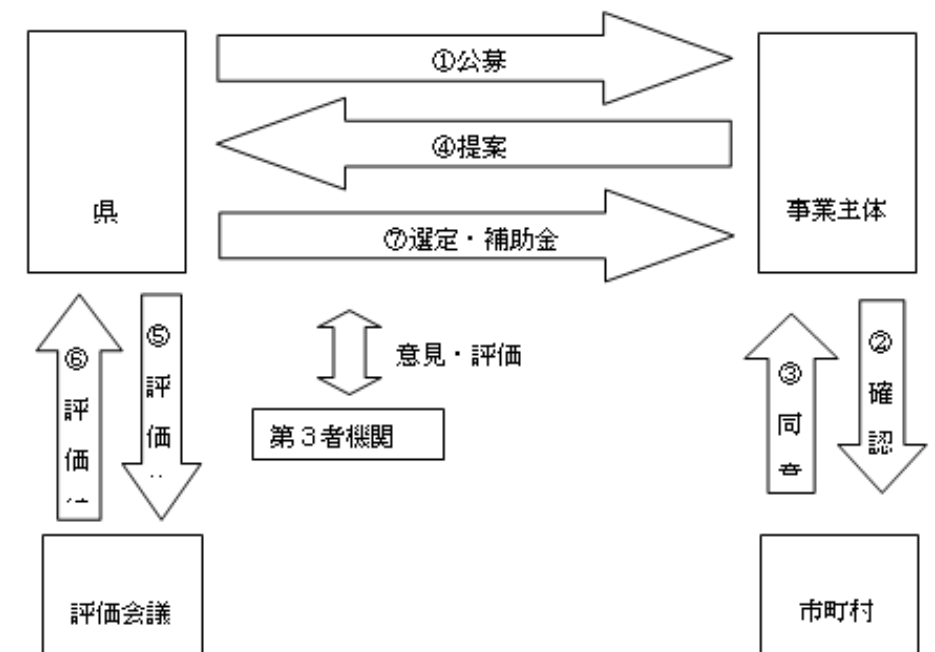 ①公募
④提案
県
事業主体
⑦選定・補助金
⑥評価
⑤評価
意見・評価
第３者機関
③同意
②確認
評価会議
市町村